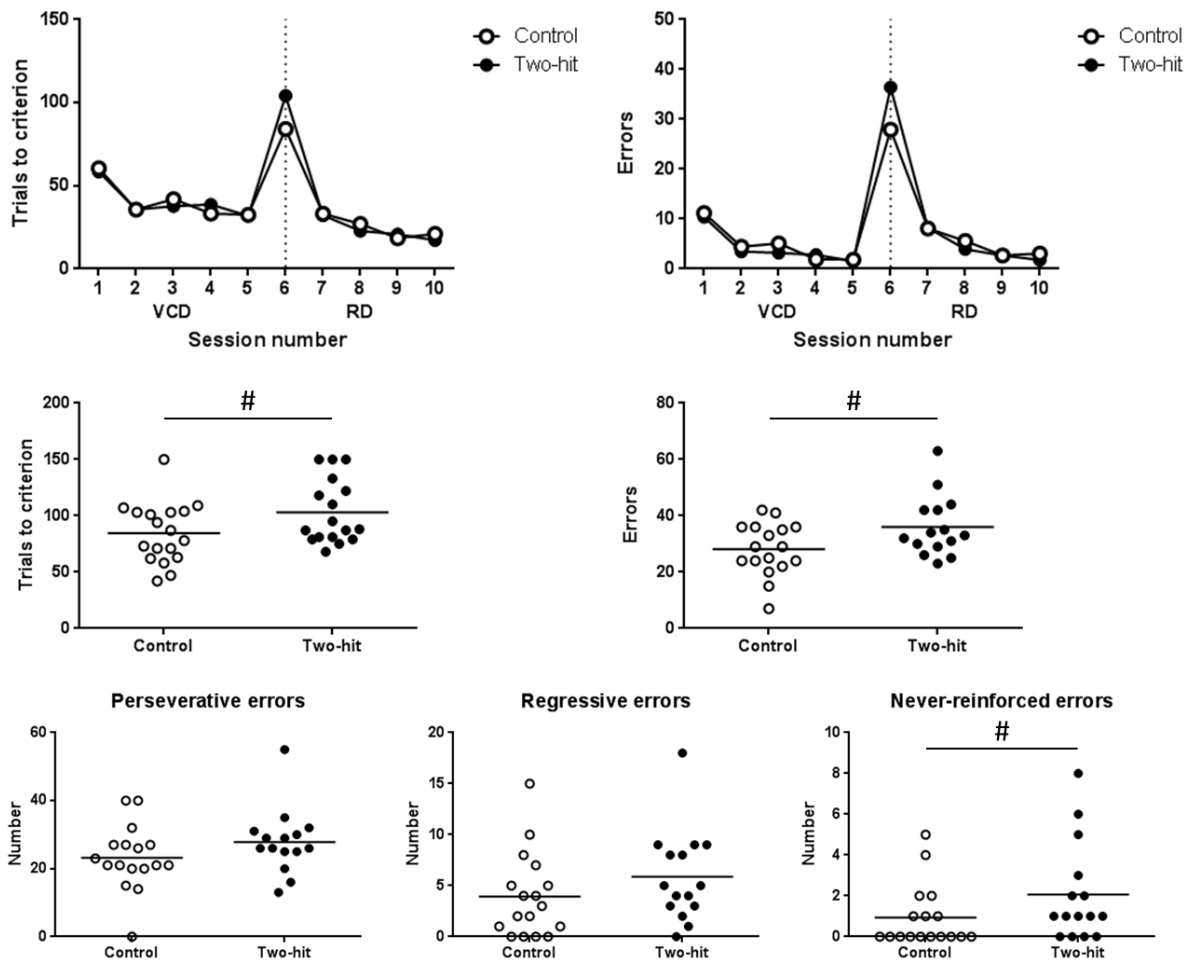 150
100
50
0
Trials to criterion
Control
Two-hit
1 2 3 4 5 6 7 8 9 10
VCD RD
Session number
50
40
30
20
10
0
Errors
Control
Two-hit
1 2 3 4 5 6 7 8 9 10
VCD RD
Session number
200
150
100
50
0
Trials to criterion
#
Control Two-hit
80
60
40
20
0
Errors
#
Control Two-hit
Perseverative errors
60
40
20
0
Number
Control Two-hit
Regressive errors
20
15
10
5
0
Number
Control Two-hit
Never-reinforced errors
10
8
6
4
2
0
Number
#
Control Two-hit